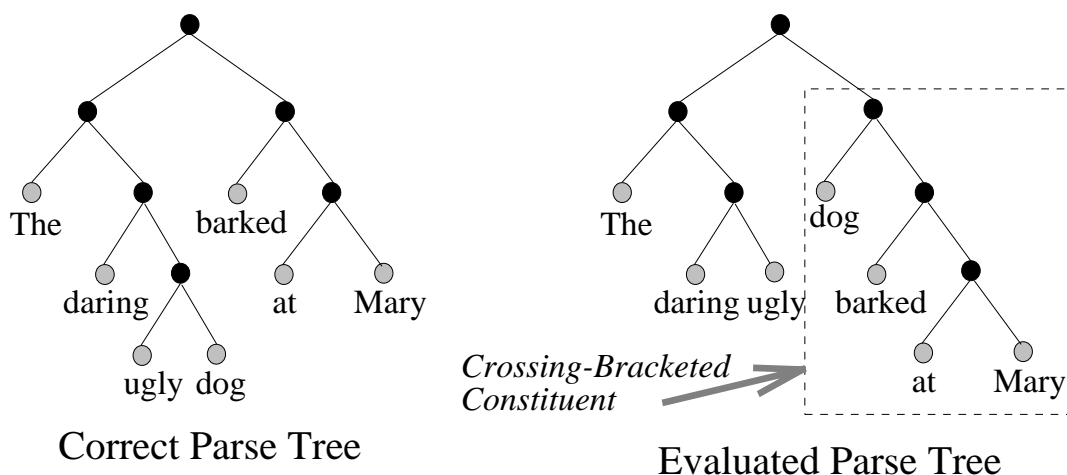 The
barked
daring
at
Mary
ugly dog
Correct Parse Tree
The
dog
daring ugly
barked
at
Mary
Crossing-Bracketed
Constituent
Evaluated Parse Tree